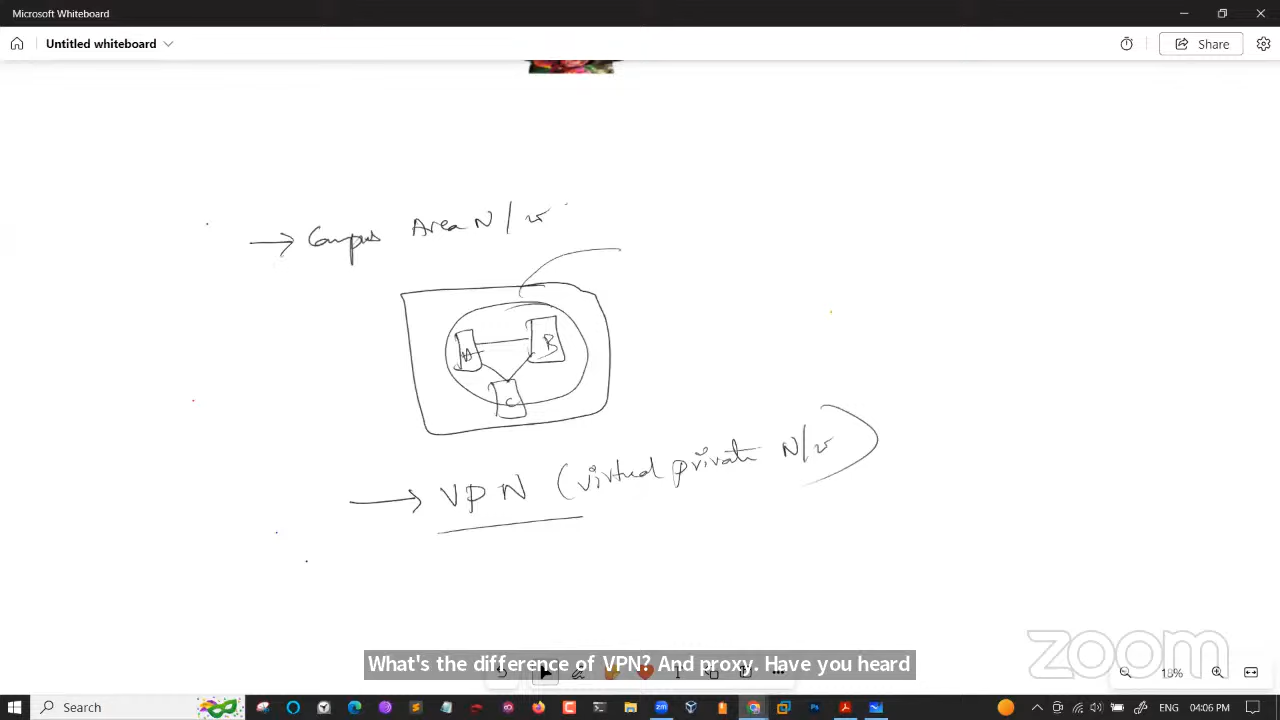 Microsoft Whiteboard
Untitled whiteboard
Share
→ Campus Area N/w
A
B
C
→ VPN (virtual private N/w)
zoom
What's the difference of VPN? And proxy. Have you heard
18%
Search
ENG
04:06 PM